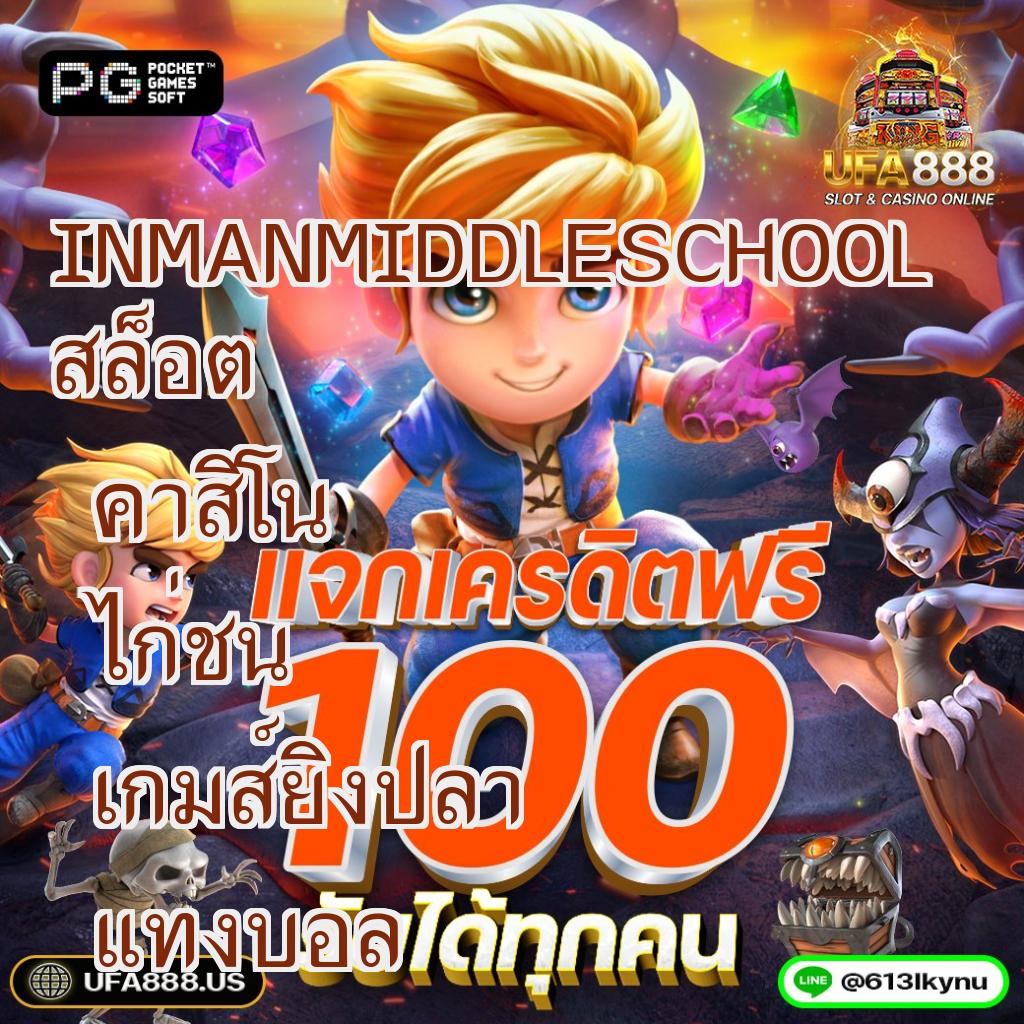 PG POCKET GAMES SOFT™
UFA888
SLOT & CASINO ONLINE
INMANMIDDLESCHOOL
สล็อต
คาสิโน
แจกเครดิตฟรี
ไก่ชน
100
เกมส์ยิงปลา
แทงบอล
รับได้ทุกคน
UFA888.US
LINE @613lkynu